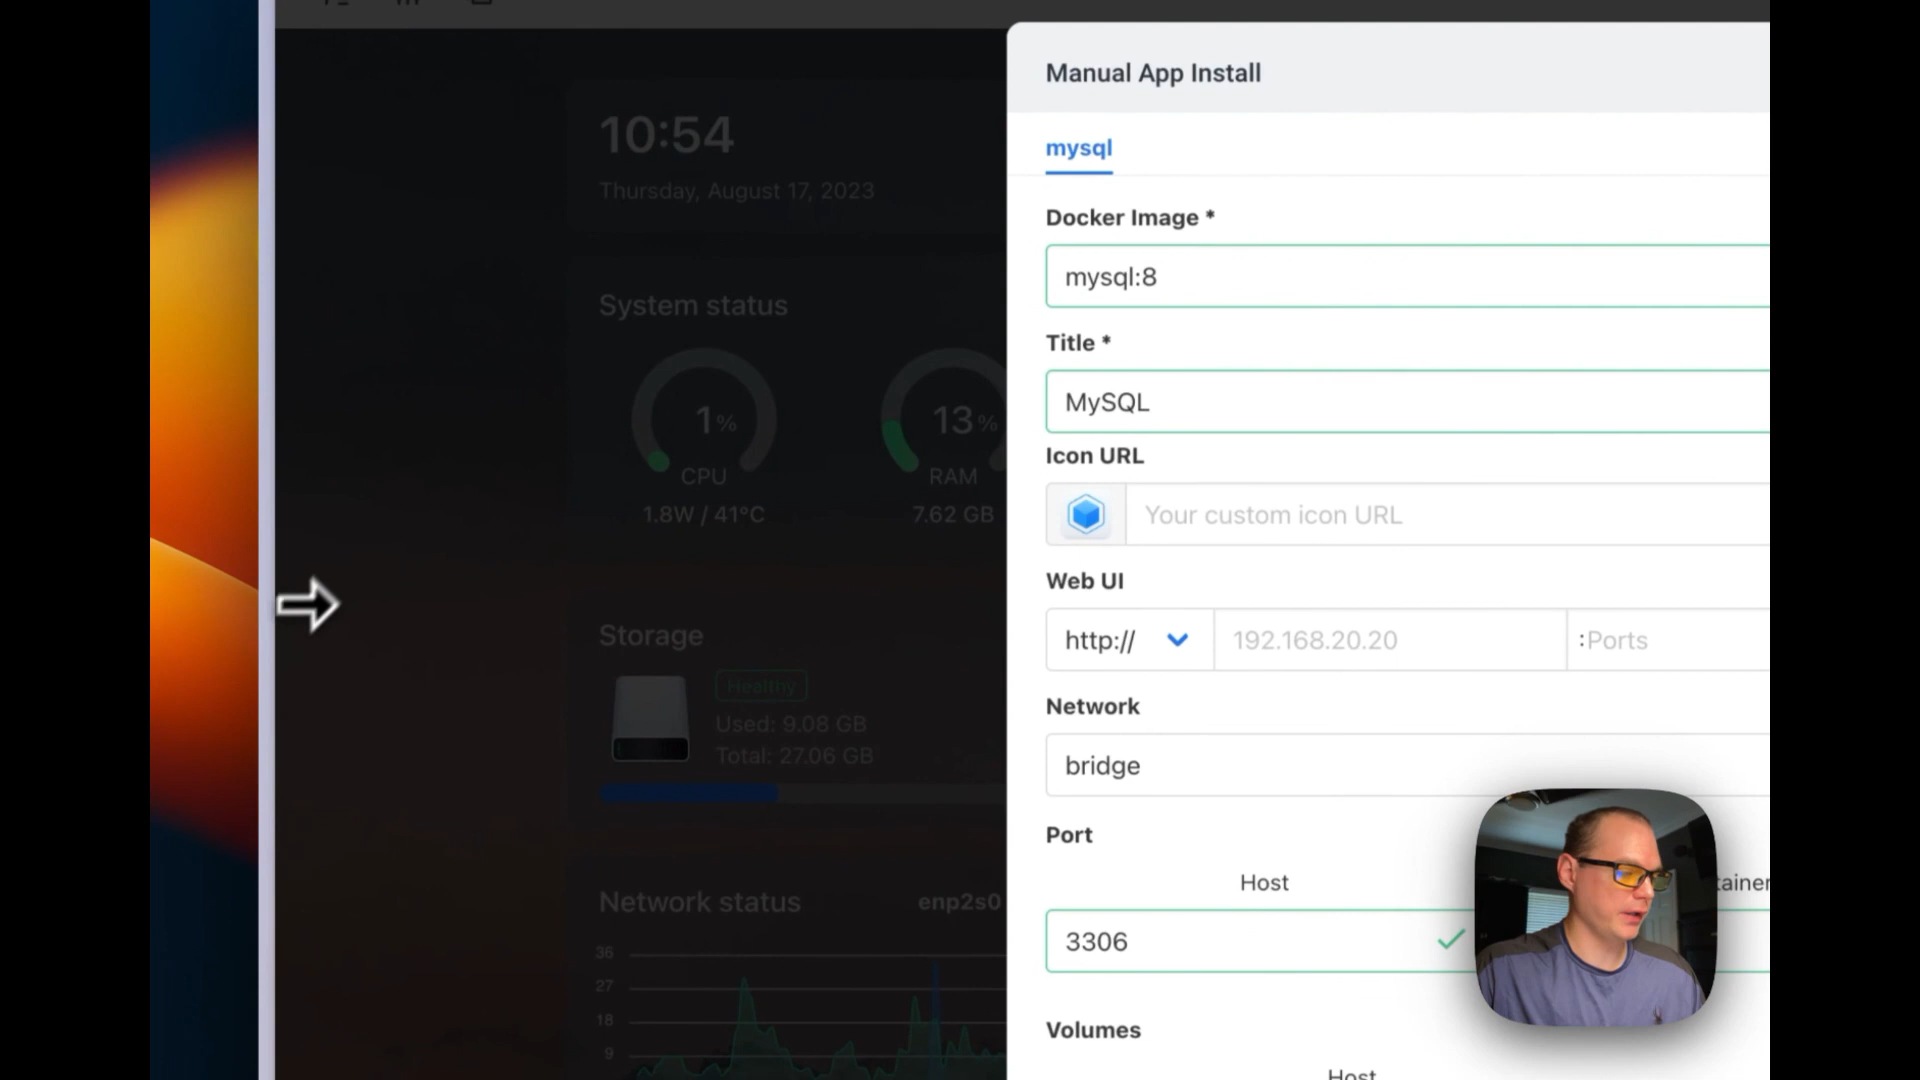 Manual App Install
mysql
Docker Image *
mysql:8
Title *
MySQL
Icon URL
Your custom icon URL
Web UI
http://
192.168.20.20
:Ports
Network
bridge
Port
Host
tainer
3306
Volumes
Host
10:54
Thursday, August 17, 2023
System status
1%
CPU
1.8W / 41°C
13%
RAM
7.62 GB
Storage
Healthy
Used: 9.08 GB
Total: 27.06 GB
Network status
enp2s0
36
27
18
9